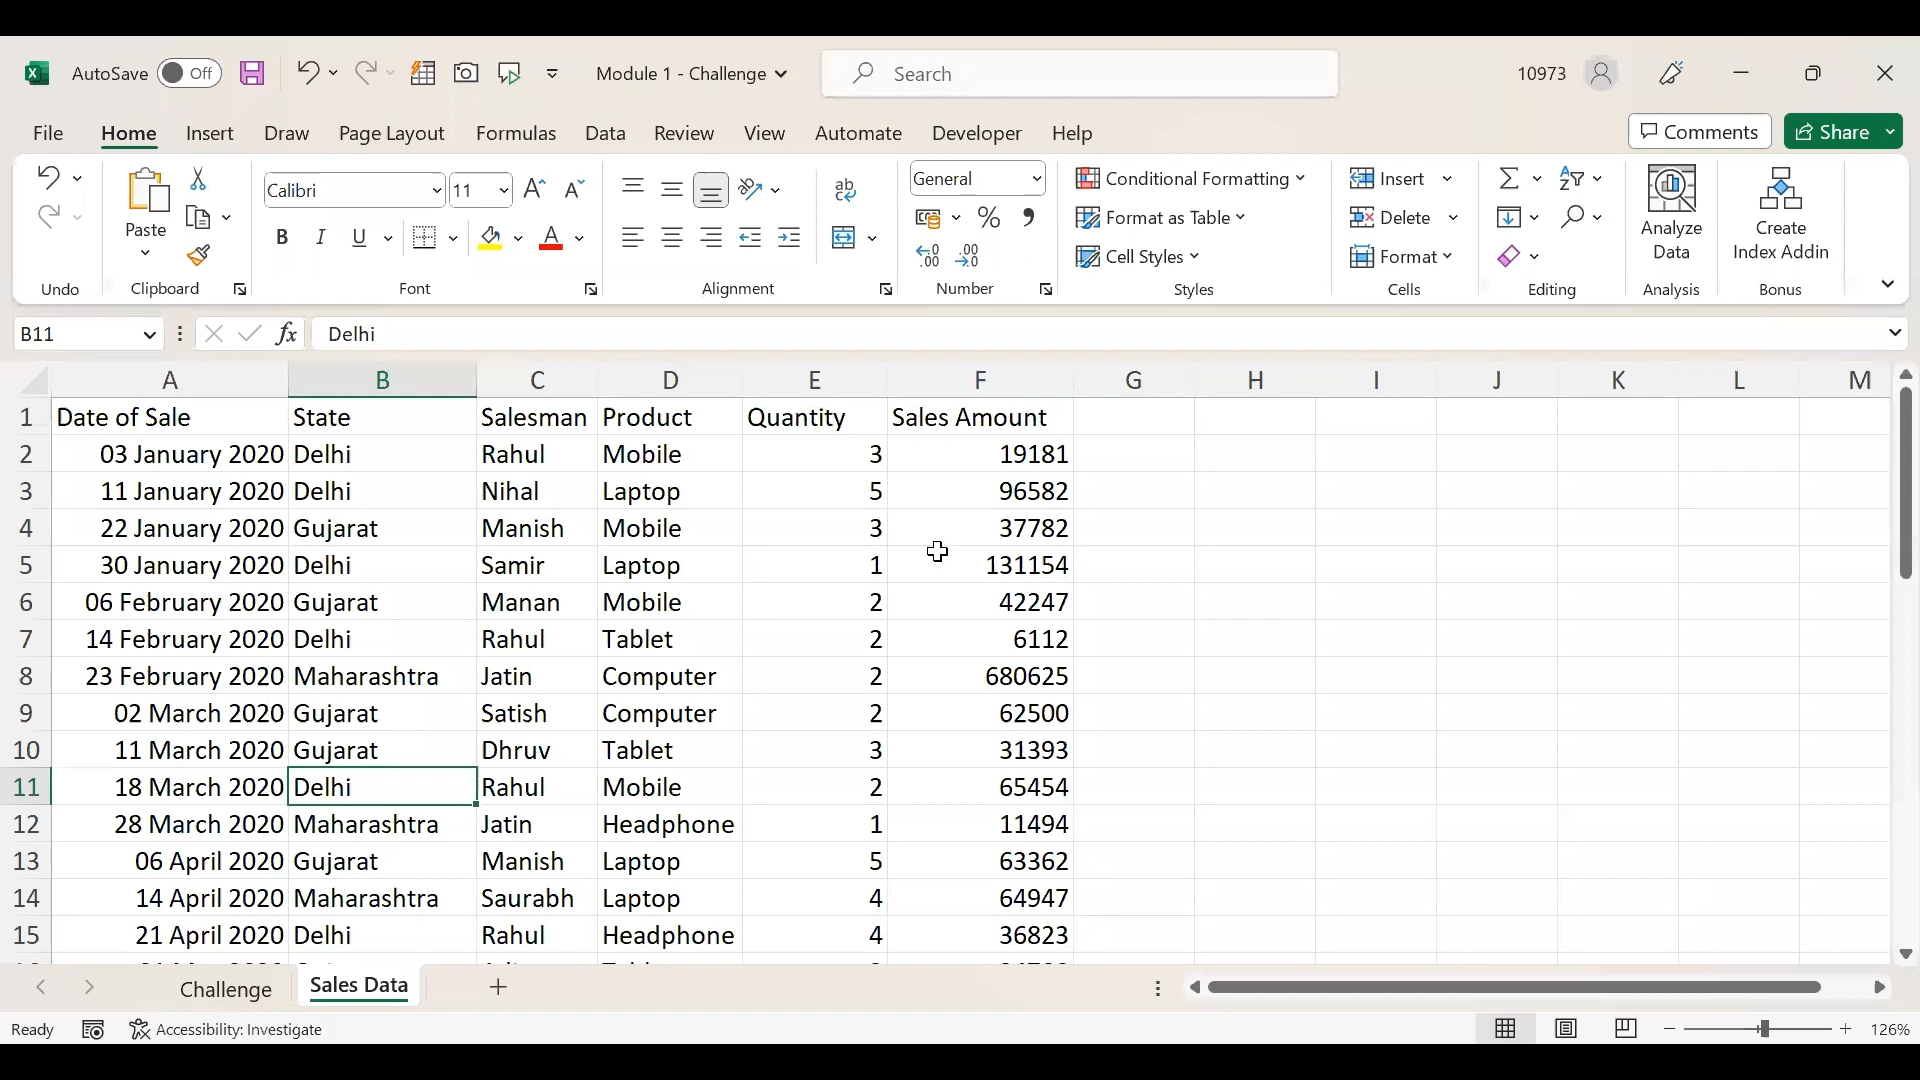 AutoSave Off Module 1 - Challenge Search 10973
File Home Insert Draw Page Layout Formulas Data Review View Automate Developer Help Comments Share
Paste
Calibri 11
B I U A
ab
General
% ,
.00 .00
Conditional Formatting
Format as Table
Cell Styles
Insert
Delete
Format
Analyze
Data
Create
Index Addin
Undo Clipboard Font Alignment Number Styles Cells Editing Analysis Bonus
B11 fx Delhi
A B C D E F G H I J K L M
1 Date of Sale State Salesman Product Quantity Sales Amount
2 03 January 2020 Delhi Rahul Mobile 3 19181
3 11 January 2020 Delhi Nihal Laptop 5 96582
4 22 January 2020 Gujarat Manish Mobile 3 37782
5 30 January 2020 Delhi Samir Laptop 1 131154
6 06 February 2020 Gujarat Manan Mobile 2 42247
7 14 February 2020 Delhi Rahul Tablet 2 6112
8 23 February 2020 Maharashtra Jatin Computer 2 680625
9 02 March 2020 Gujarat Satish Computer 2 62500
10 11 March 2020 Gujarat Dhruv Tablet 3 31393
11 18 March 2020 Delhi Rahul Mobile 2 65454
12 28 March 2020 Maharashtra Jatin Headphone 1 11494
13 06 April 2020 Gujarat Manish Laptop 5 63362
14 14 April 2020 Maharashtra Saurabh Laptop 4 64947
15 21 April 2020 Delhi Rahul Headphone 4 36823
Challenge Sales Data
Ready Accessibility: Investigate 126%